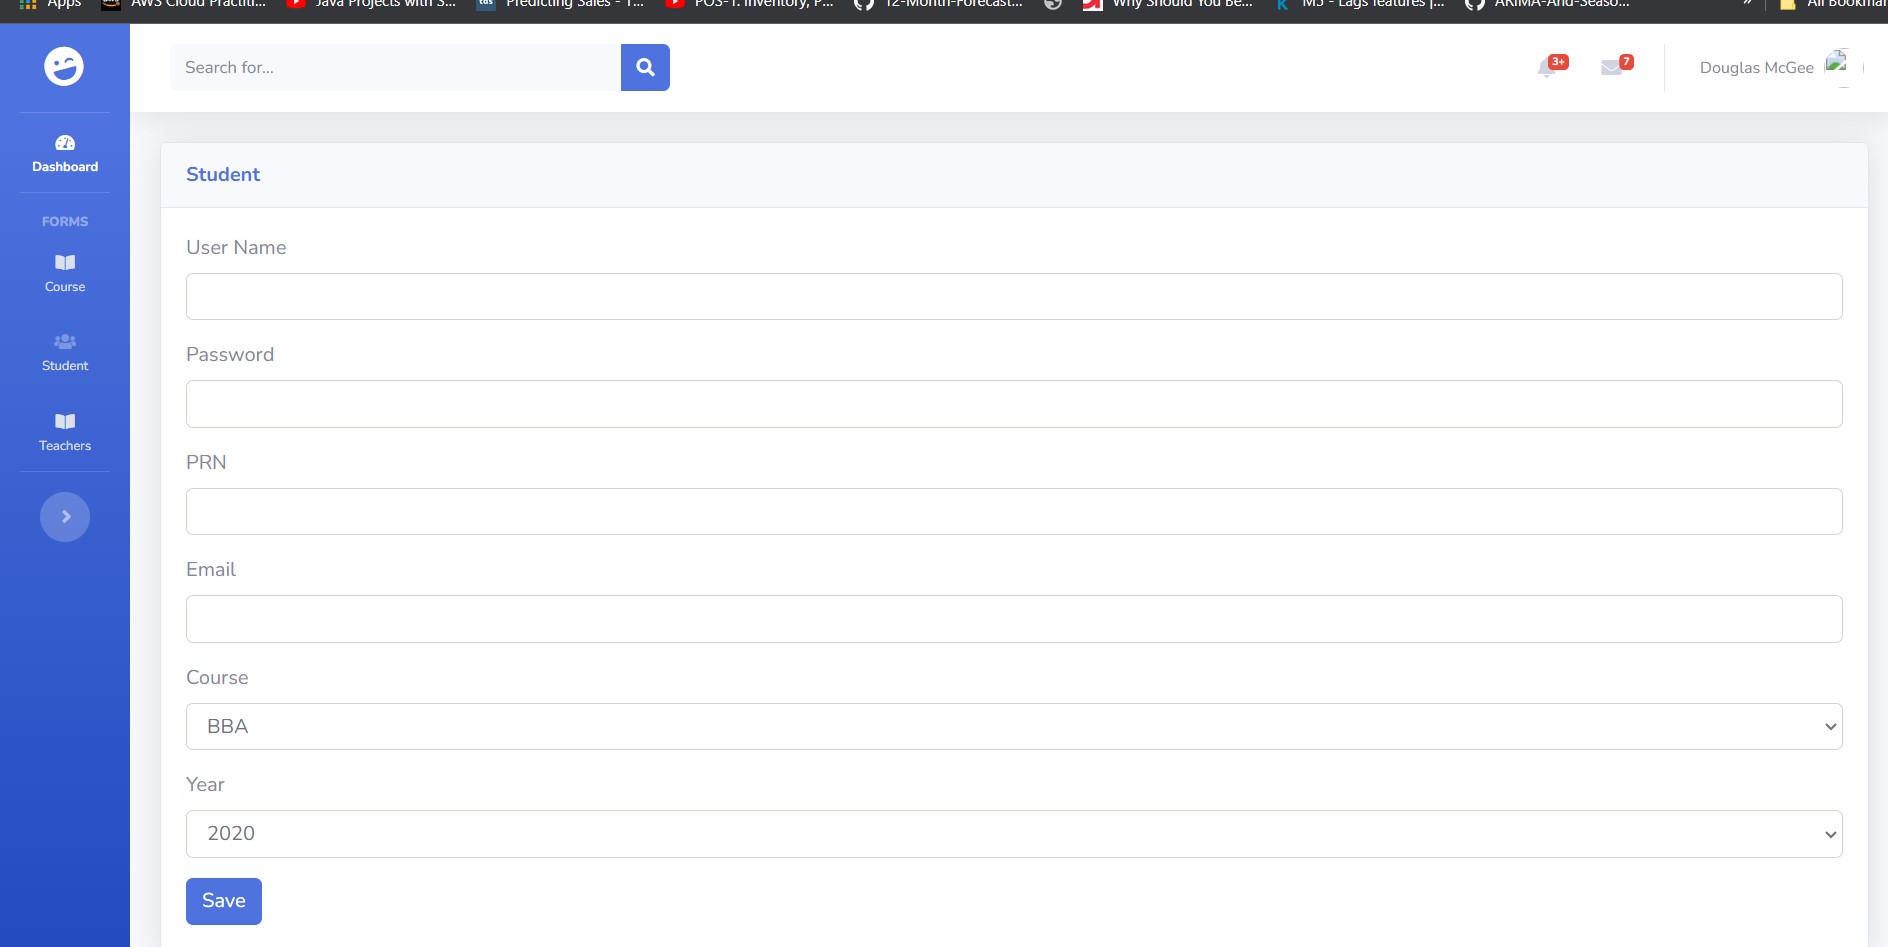 Apps AWS Cloud Practiti... Java Projects with S... Predicting Sales - T... POS-1. Inventory, P... 12-Month-Forecast... Why Should You Be... M5 - Lags features |... ARIMA-And-Seaso... » All Bookmar
Search for...
3+
7
Douglas McGee
Dashboard
FORMS
Course
Student
Teachers
Student
User Name
Password
PRN
Email
Course
BBA
Year
2020
Save